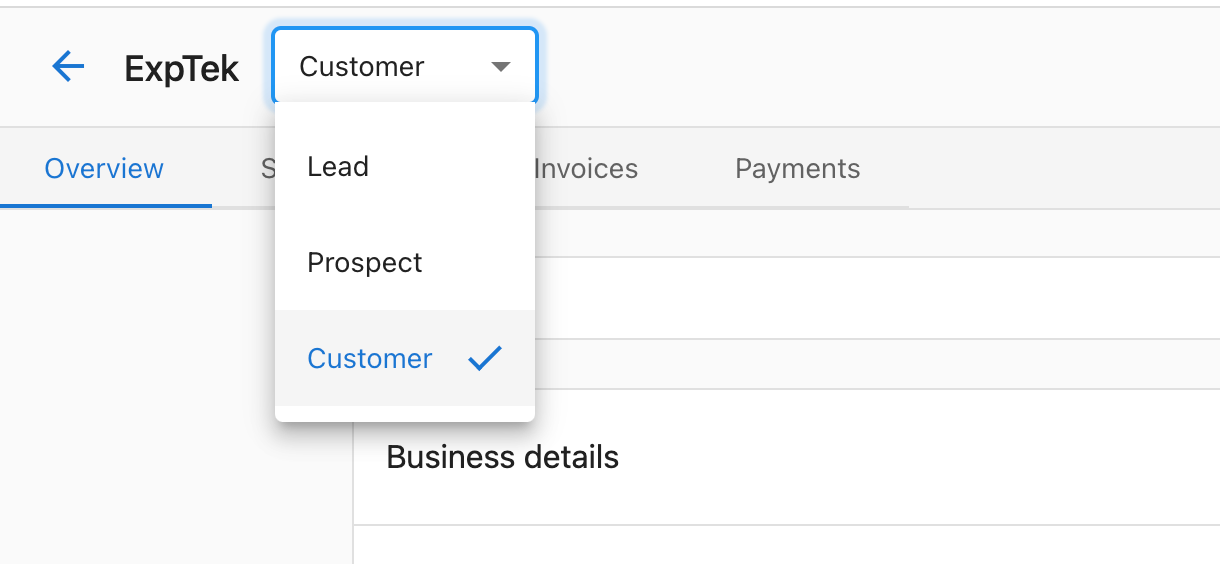 ExpTek
Customer
Overview
Invoices
Payments
Lead
Prospect
Customer
Business details